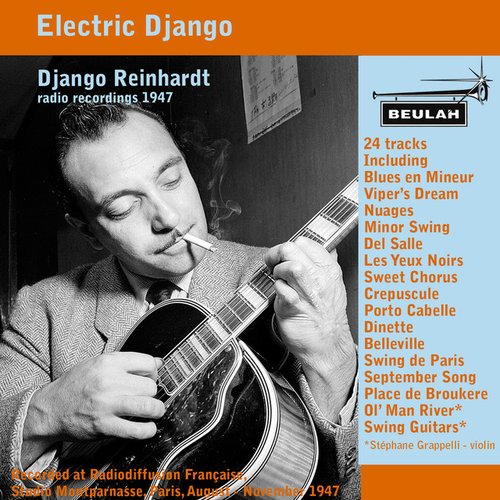 Electric Django
Django Reinhardt
radio recordings 1947
BEULAH
24 tracks
Including
Blues en Mineur
Viper's Dream
Nuages
Minor Swing
Del Salle
Les Yeux Noirs
Sweet Chorus
Crepuscule
Porto Cabelle
Dinette
Belleville
Swing de Paris
September Song
Place de Broukere
Ol' Man River*
Swing Guitars*
*Stéphane Grappelli - violin
Recorded at Radiodiffusion Française,
Studio Montparnasse, Paris, August - November 1947